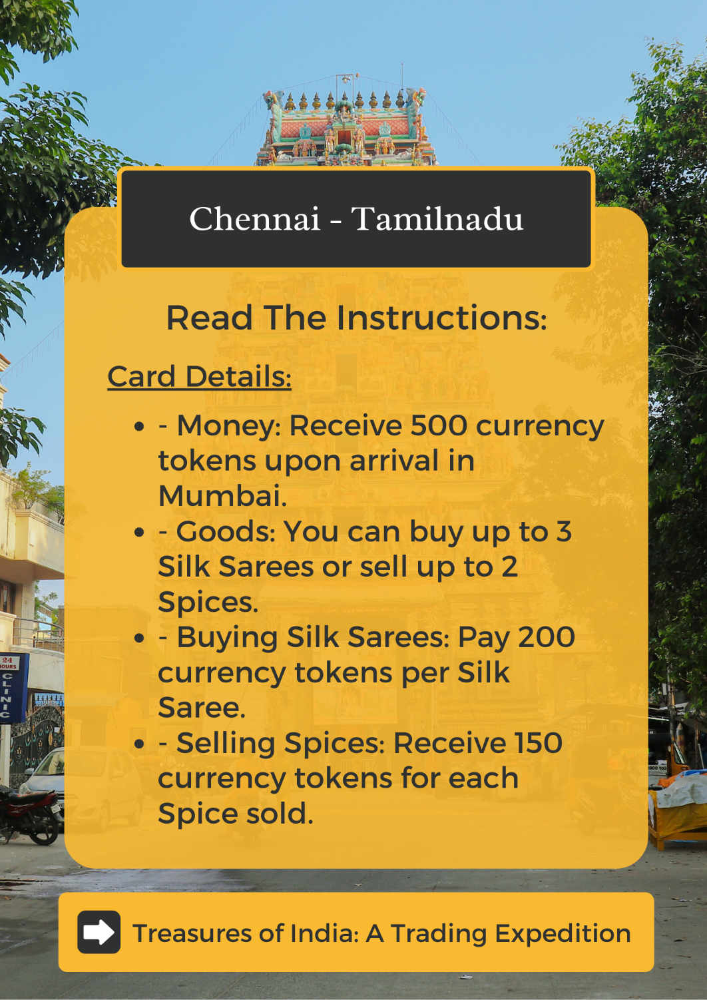 Chennai - Tamilnadu
Read The Instructions:
Card Details:
• - Money: Receive 500 currency
tokens upon arrival in
Mumbai.
• - Goods: You can buy up to 3
Silk Sarees or sell up to 2
Spices.
• - Buying Silk Sarees: Pay 200
currency tokens per Silk
Saree.
• - Selling Spices: Receive 150
currency tokens for each
Spice sold.
24
HOURS
CLINIC
Treasures of India: A Trading Expedition